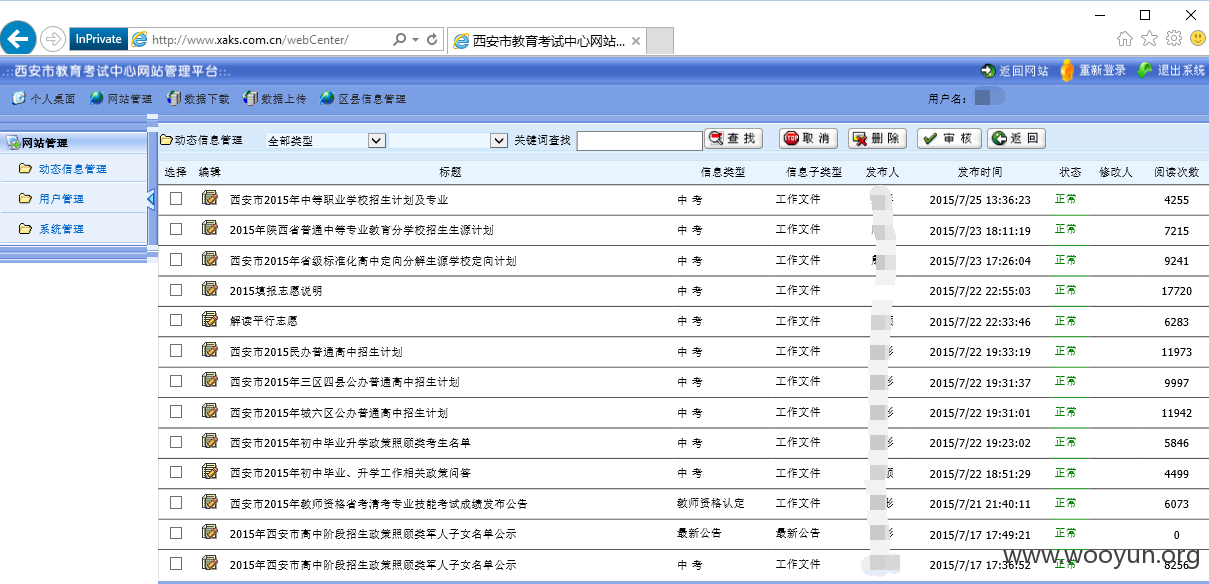 InPrivate http://www.xaks.com.cn/webCenter/ 西安市教育考试中心网站...
.::西安市教育考试中心网站管理平台::. 返回网站 重新登录 退出系统
个人桌面 网站管理 数据下载 数据上传 区县信息管理 用户名：
网站管理
动态信息管理
用户管理
系统管理
动态信息管理 全部类型 关键词查找 查 找 取 消 删 除 审 核 返 回
选择 编辑 标题 信息类型 信息子类型 发布人 发布时间 状态 修改人 阅读次数
西安市2015年中等职业学校招生计划及专业 中 考 工作文件 2015/7/25 13:36:23 正常 4255
2015年陕西省普通中等专业教育分学校招生生源计划 中 考 工作文件 2015/7/23 18:11:19 正常 7215
西安市2015年省级标准化高中定向分解生源学校定向计划 中 考 工作文件 2015/7/23 17:26:04 正常 9241
2015填报志愿说明 中 考 工作文件 2015/7/22 22:55:03 正常 17720
解读平行志愿 中 考 工作文件 2015/7/22 22:33:46 正常 6283
西安市2015民办普通高中招生计划 中 考 工作文件 2015/7/22 19:33:19 正常 11973
西安市2015年三区四县公办普通高中招生计划 中 考 工作文件 2015/7/22 19:31:37 正常 9997
西安市2015年城六区公办普通高中招生计划 中 考 工作文件 2015/7/22 19:31:01 正常 11942
西安市2015年初中毕业升学政策照顾类考生名单 中 考 工作文件 2015/7/22 19:23:02 正常 5846
西安市2015年初中毕业、升学工作相关政策问答 中 考 工作文件 2015/7/22 18:51:29 正常 4499
西安市2015年教师资格省考清考专业技能考试成绩发布公告 教师资格认定 工作文件 2015/7/21 21:40:11 正常 6073
2015年西安市高中阶段招生政策照顾类军人子女名单公示 最新公告 最新公告 2015/7/17 17:49:21 正常 0
2015年西安市高中阶段招生政策照顾类军人子女名单公示 中 考 工作文件 2015/7/17 17:36:52 正常 8256
www.wooyun.org